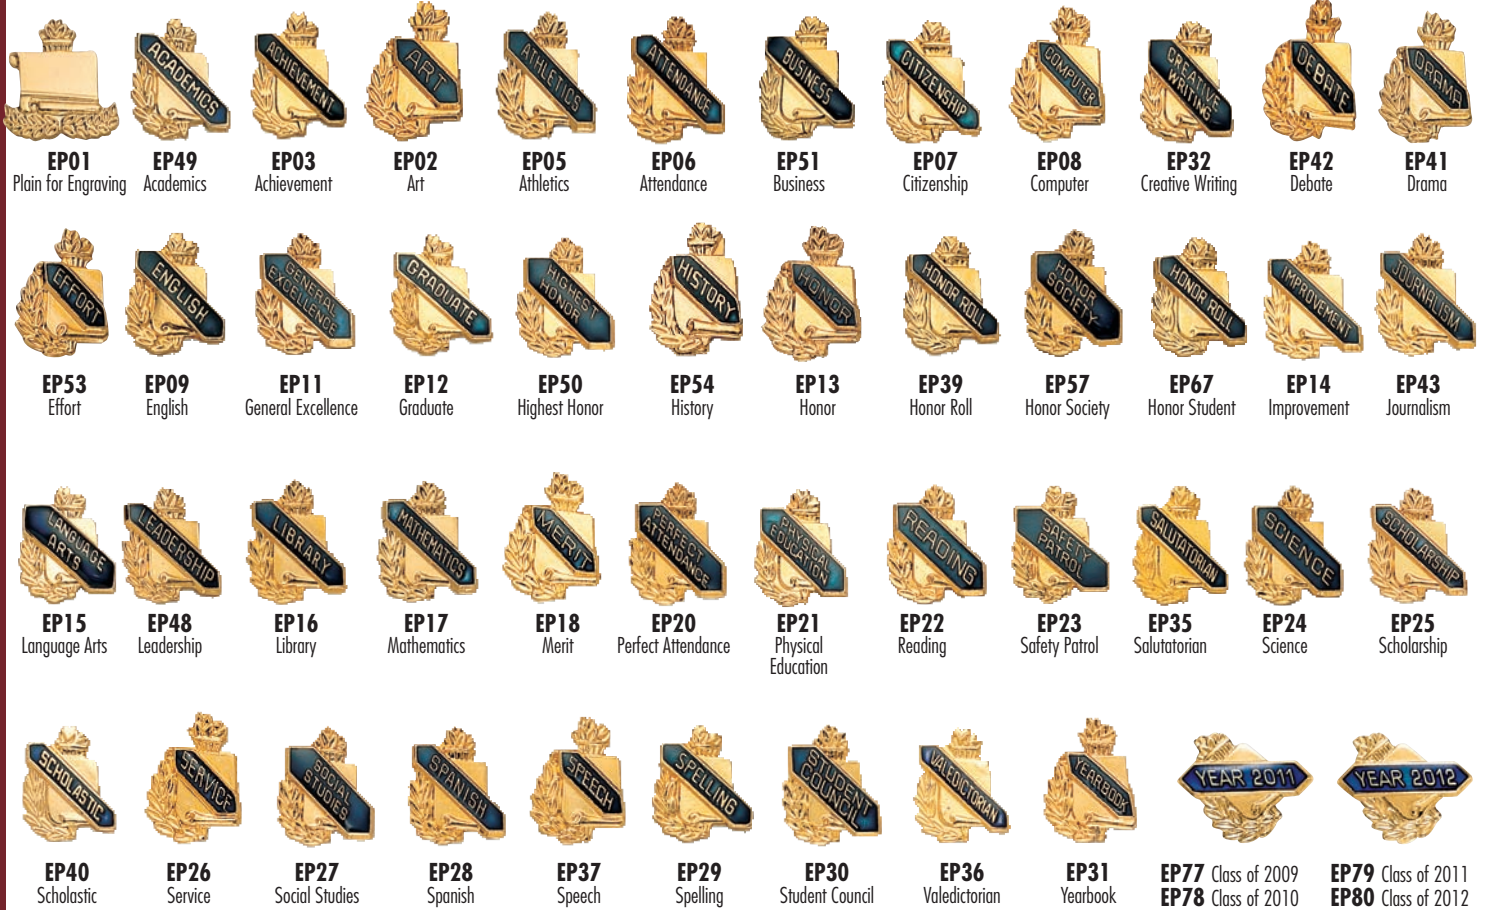 ACADEMICS
ACHIEVEMENT
ART
ATHLETICS
ATTENDANCE
BUSINESS
CITIZENSHIP
COMPUTER
CREATIVE
WRITING
DEBATE
DRAMA
EP01 EP49 EP03 EP02 EP05 EP06 EP51 EP07 EP08 EP32 EP42 EP41
Plain for Engraving Academics Achievement Art Athletics Attendance Business Citizenship Computer Creative Writing Debate Drama
EFFORT
ENGLISH
GENERAL
EXCELLENCE
GRADUATE
HIGHEST
HONOR
HISTORY
HONOR
HONOR ROLL
HONOR
SOCIETY
HONOR ROLL
IMPROVEMENT
JOURNALISM
EP53 EP09 EP11 EP12 EP50 EP54 EP13 EP39 EP57 EP67 EP14 EP43
Effort English General Excellence Graduate Highest Honor History Honor Honor Roll Honor Society Honor Student Improvement Journalism
LANGUAGE
ARTS
LEADERSHIP
LIBRARY
MATHEMATICS
MERIT
PERFECT
ATTENDANCE
PHYSICAL
EDUCATION
READING
SAFETY
PATROL
SALUTATORIAN
SCIENCE
SCHOLARSHIP
EP15 EP48 EP16 EP17 EP18 EP20 EP21 EP22 EP23 EP35 EP24 EP25
Language Arts Leadership Library Mathematics Merit Perfect Attendance Physical Reading Safety Patrol Salutatorian Science Scholarship
Education
SCHOLASTIC
SERVICE
SOCIAL
STUDIES
SPANISH
SPEECH
SPELLING
STUDENT
COUNCIL
VALEDICTORIAN
YEARBOOK
YEAR 2011
YEAR 2012
EP40 EP26 EP27 EP28 EP37 EP29 EP30 EP36 EP31 EP77 Class of 2009 EP79 Class of 2011
Scholastic Service Social Studies Spanish Speech Spelling Student Council Valedictorian Yearbook EP78 Class of 2010 EP80 Class of 2012